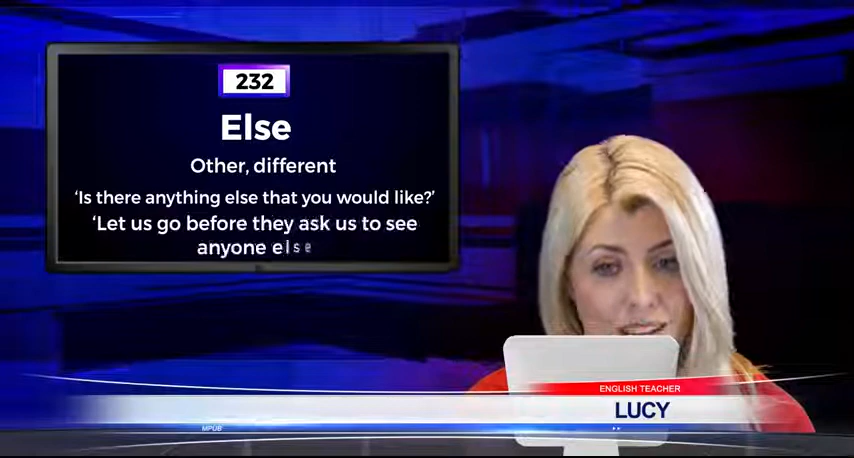 232
Else
Other, different
‘Is there anything else that you would like?’
‘Let us go before they ask us to see
anyone else
ENGLISH TEACHER
LUCY
MPUB